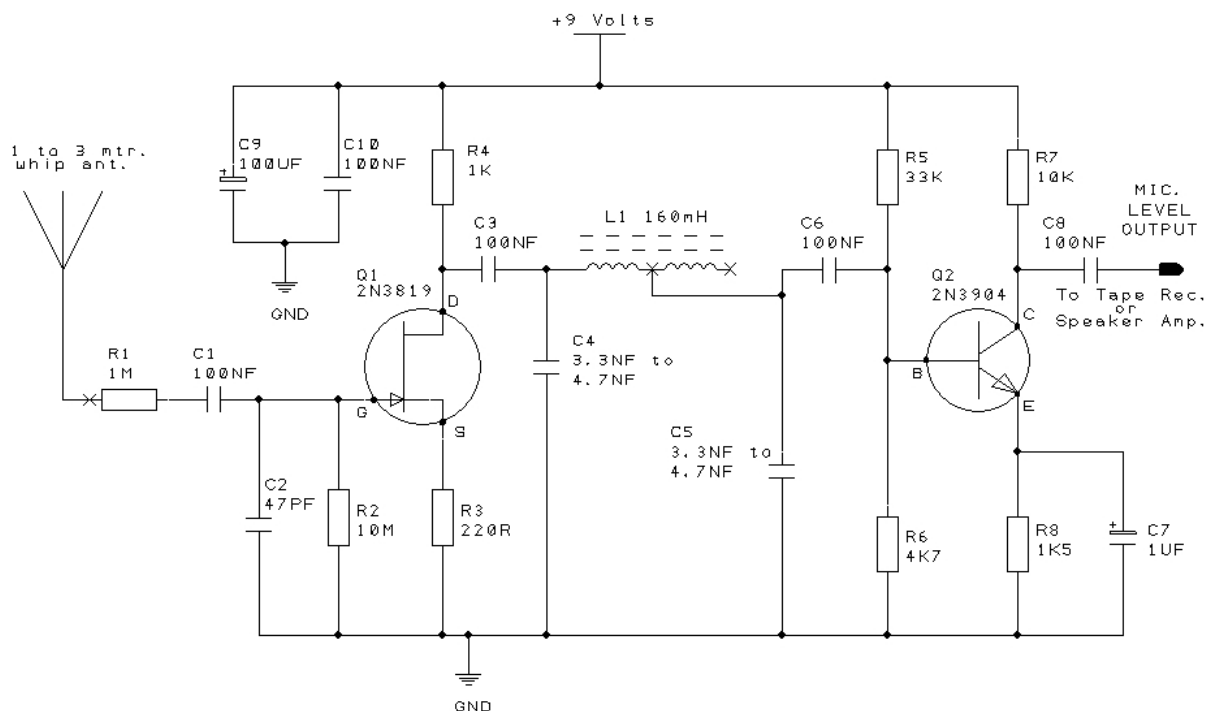 +9 Volts
1 to 3 mtr.
whip ant.
C9
100UF
+
C10
100NF
R4
1K
R5
33K
R7
10K
MIC.
LEVEL
OUTPUT
C3
100NF
L1 160mH
C6
100NF
C8
100NF
Q1
2N3819
D
GND
Q2
2N3904
C
To Tape Rec.
or
Speaker Amp.
R1
1M
C1
100NF
C4
3.3NF to
4.7NF
B
G
S
E
C5
3.3NF to
4.7NF
C2
47PF
R2
10M
R3
220R
R6
4K7
R8
1K5
+
C7
1UF
GND